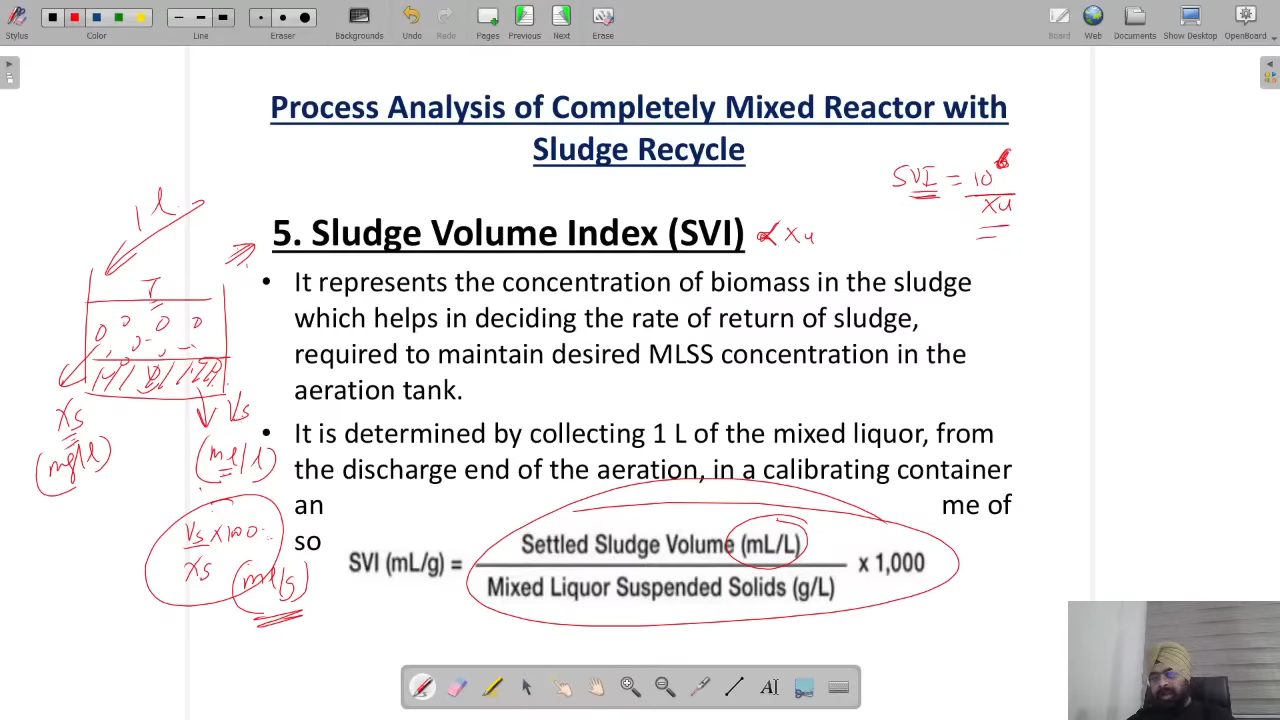 Stylus
Color
Line
Eraser
Backgrounds
Undo
Redo
Pages
Previous
Next
Erase
Board
Web
Documents
Show Desktop
OpenBoard
Process Analysis of Completely Mixed Reactor with
Sludge Recycle
SVI = 10^6
Xu
5. Sludge Volume Index (SVI) ∝ Xu
1 l
• It represents the concentration of biomass in the sludge
which helps in deciding the rate of return of sludge,
required to maintain desired MLSS concentration in the
aeration tank.
Xs
(mg/l)
Vs
(ml/l)
• It is determined by collecting 1 L of the mixed liquor, from
the discharge end of the aeration, in a calibrating container
an me of
so
SVI (mL/g) = Settled Sludge Volume (mL/L)
Mixed Liquor Suspended Solids (g/L) x 1,000
Vs x 1000
Xs (ml/g)